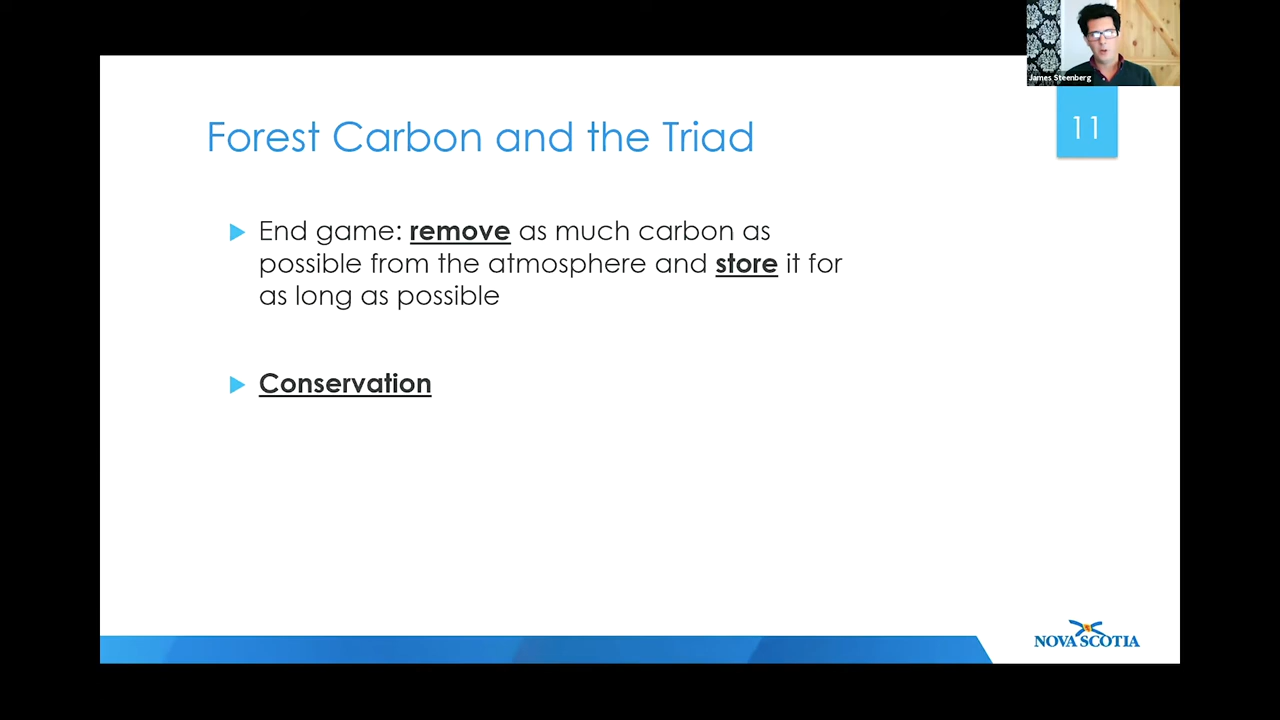 James Steenberg
11
Forest Carbon and the Triad
End game: remove as much carbon as
possible from the atmosphere and store it for
as long as possible
Conservation
NOVA SCOTIA